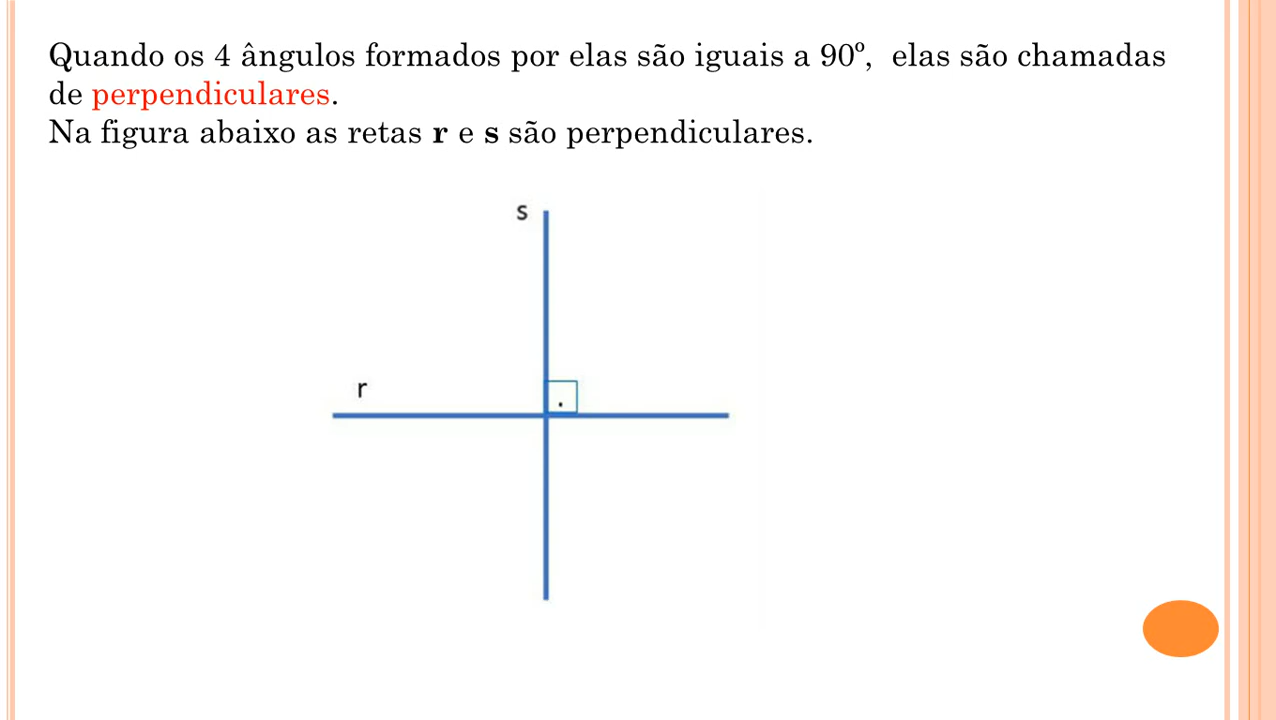 Quando os 4 ângulos formados por elas são iguais a 90º, elas são chamadas
de perpendiculares.
Na figura abaixo as retas r e s são perpendiculares.
s
r
.